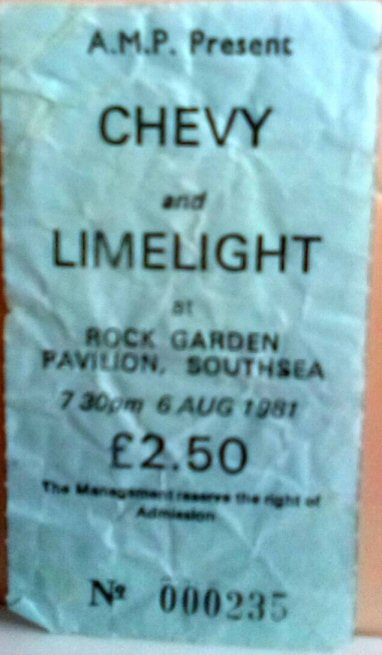 A.M.P. Present
CHEVY
and
LIMELIGHT
at
ROCK GARDEN
PAVILION, SOUTHSEA
7 30pm 6 AUG 1981
£2.50
The Management reserve the right of
Admission
Nº 000235